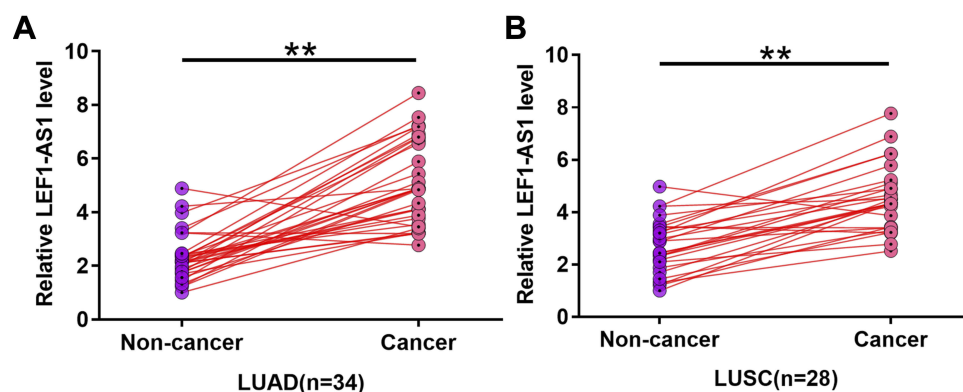 A
Relative LEF1-AS1 level
10
8
6
4
2
0
**
Non-cancer Cancer
LUAD(n=34)
B
Relative LEF1-AS1 level
10
8
6
4
2
0
**
Non-cancer Cancer
LUSC(n=28)